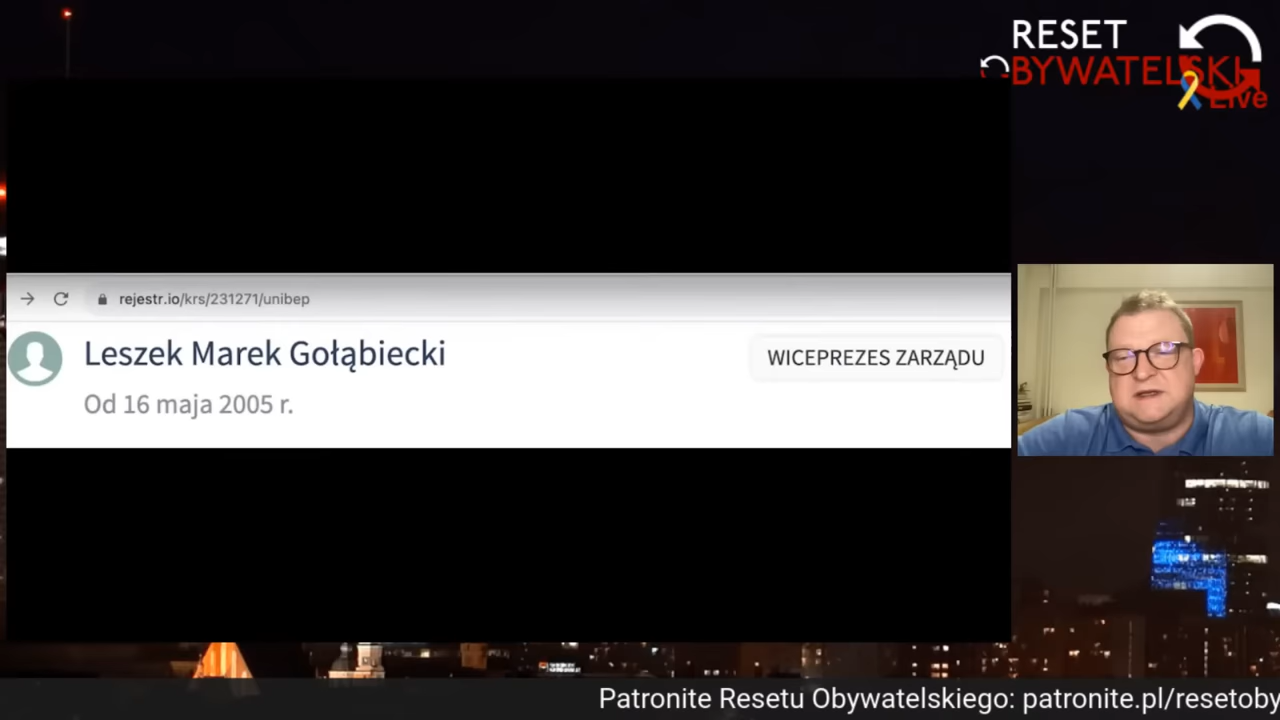 RESET
OBYWATELSKI
Live
rejestr.io/krs/231271/unibep
Leszek Marek Gołąbiecki
WICEPREZES ZARZĄDU
Od 16 maja 2005 r.
Patronite Resetu Obywatelskiego: patronite.pl/resetoby